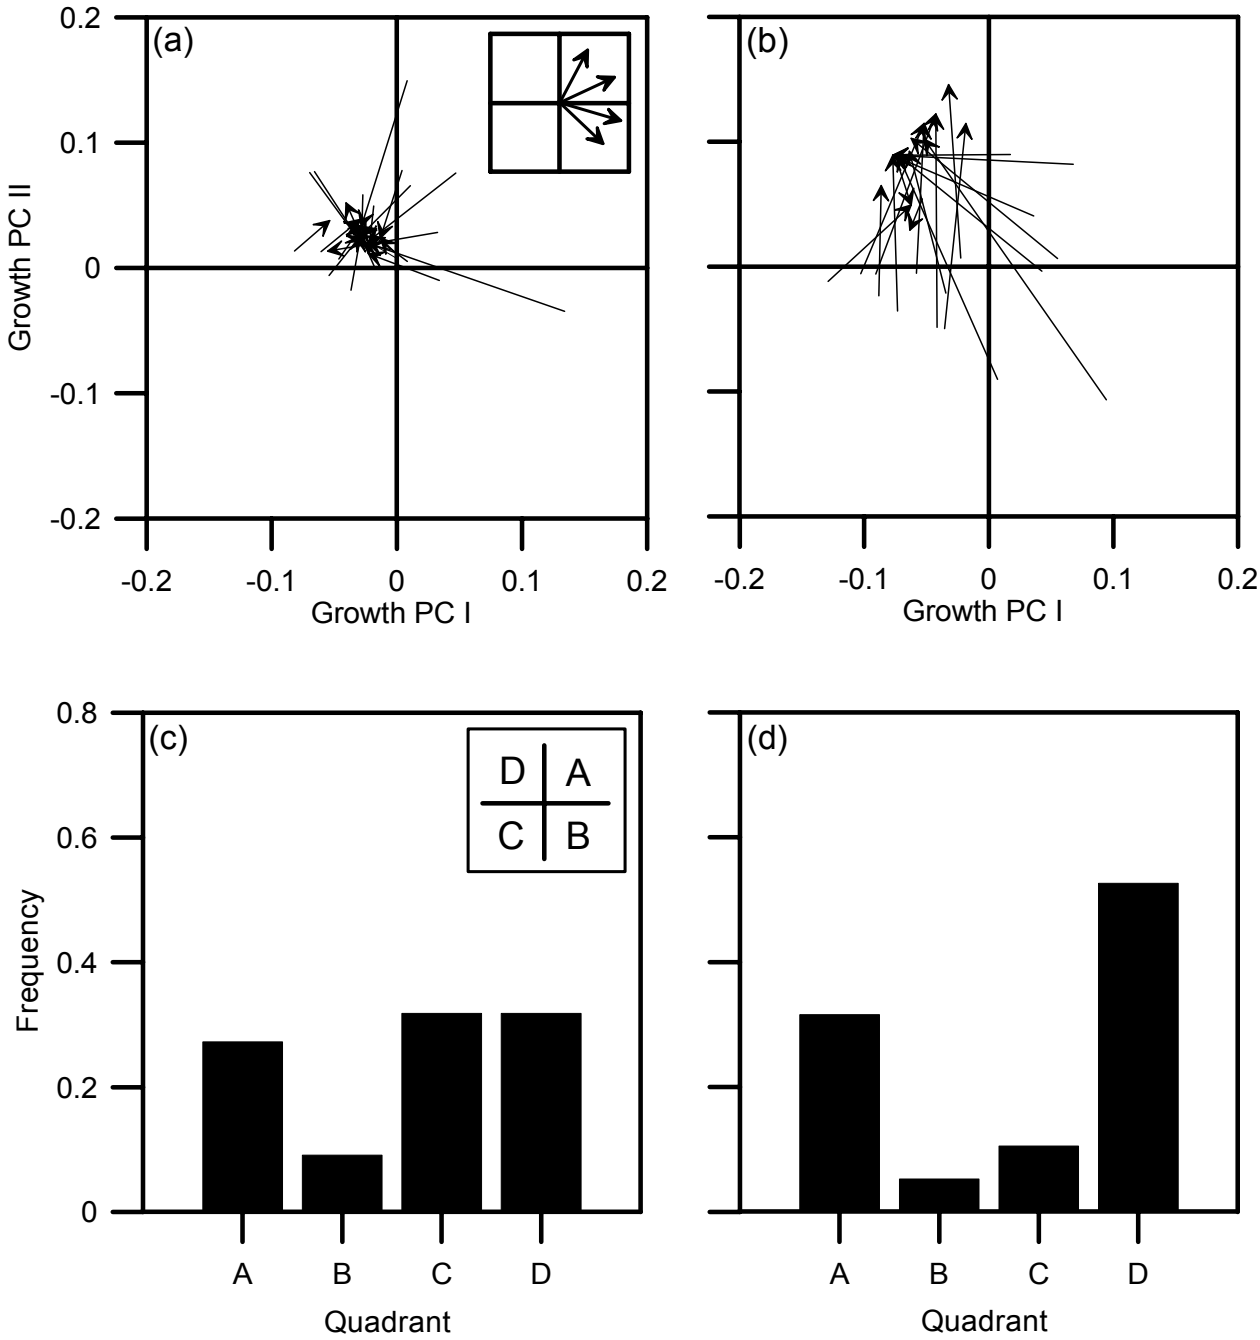 (a)
(b)
0.2
0.1
0
-0.1
-0.2
Growth PC II
-0.2 -0.1 0 0.1 0.2
-0.2 -0.1 0 0.1 0.2
Growth PC I
Growth PC I
(c)
(d)
D A
C B
0.8
0.6
0.4
0.2
0
Frequency
A B C D
A B C D
Quadrant
Quadrant